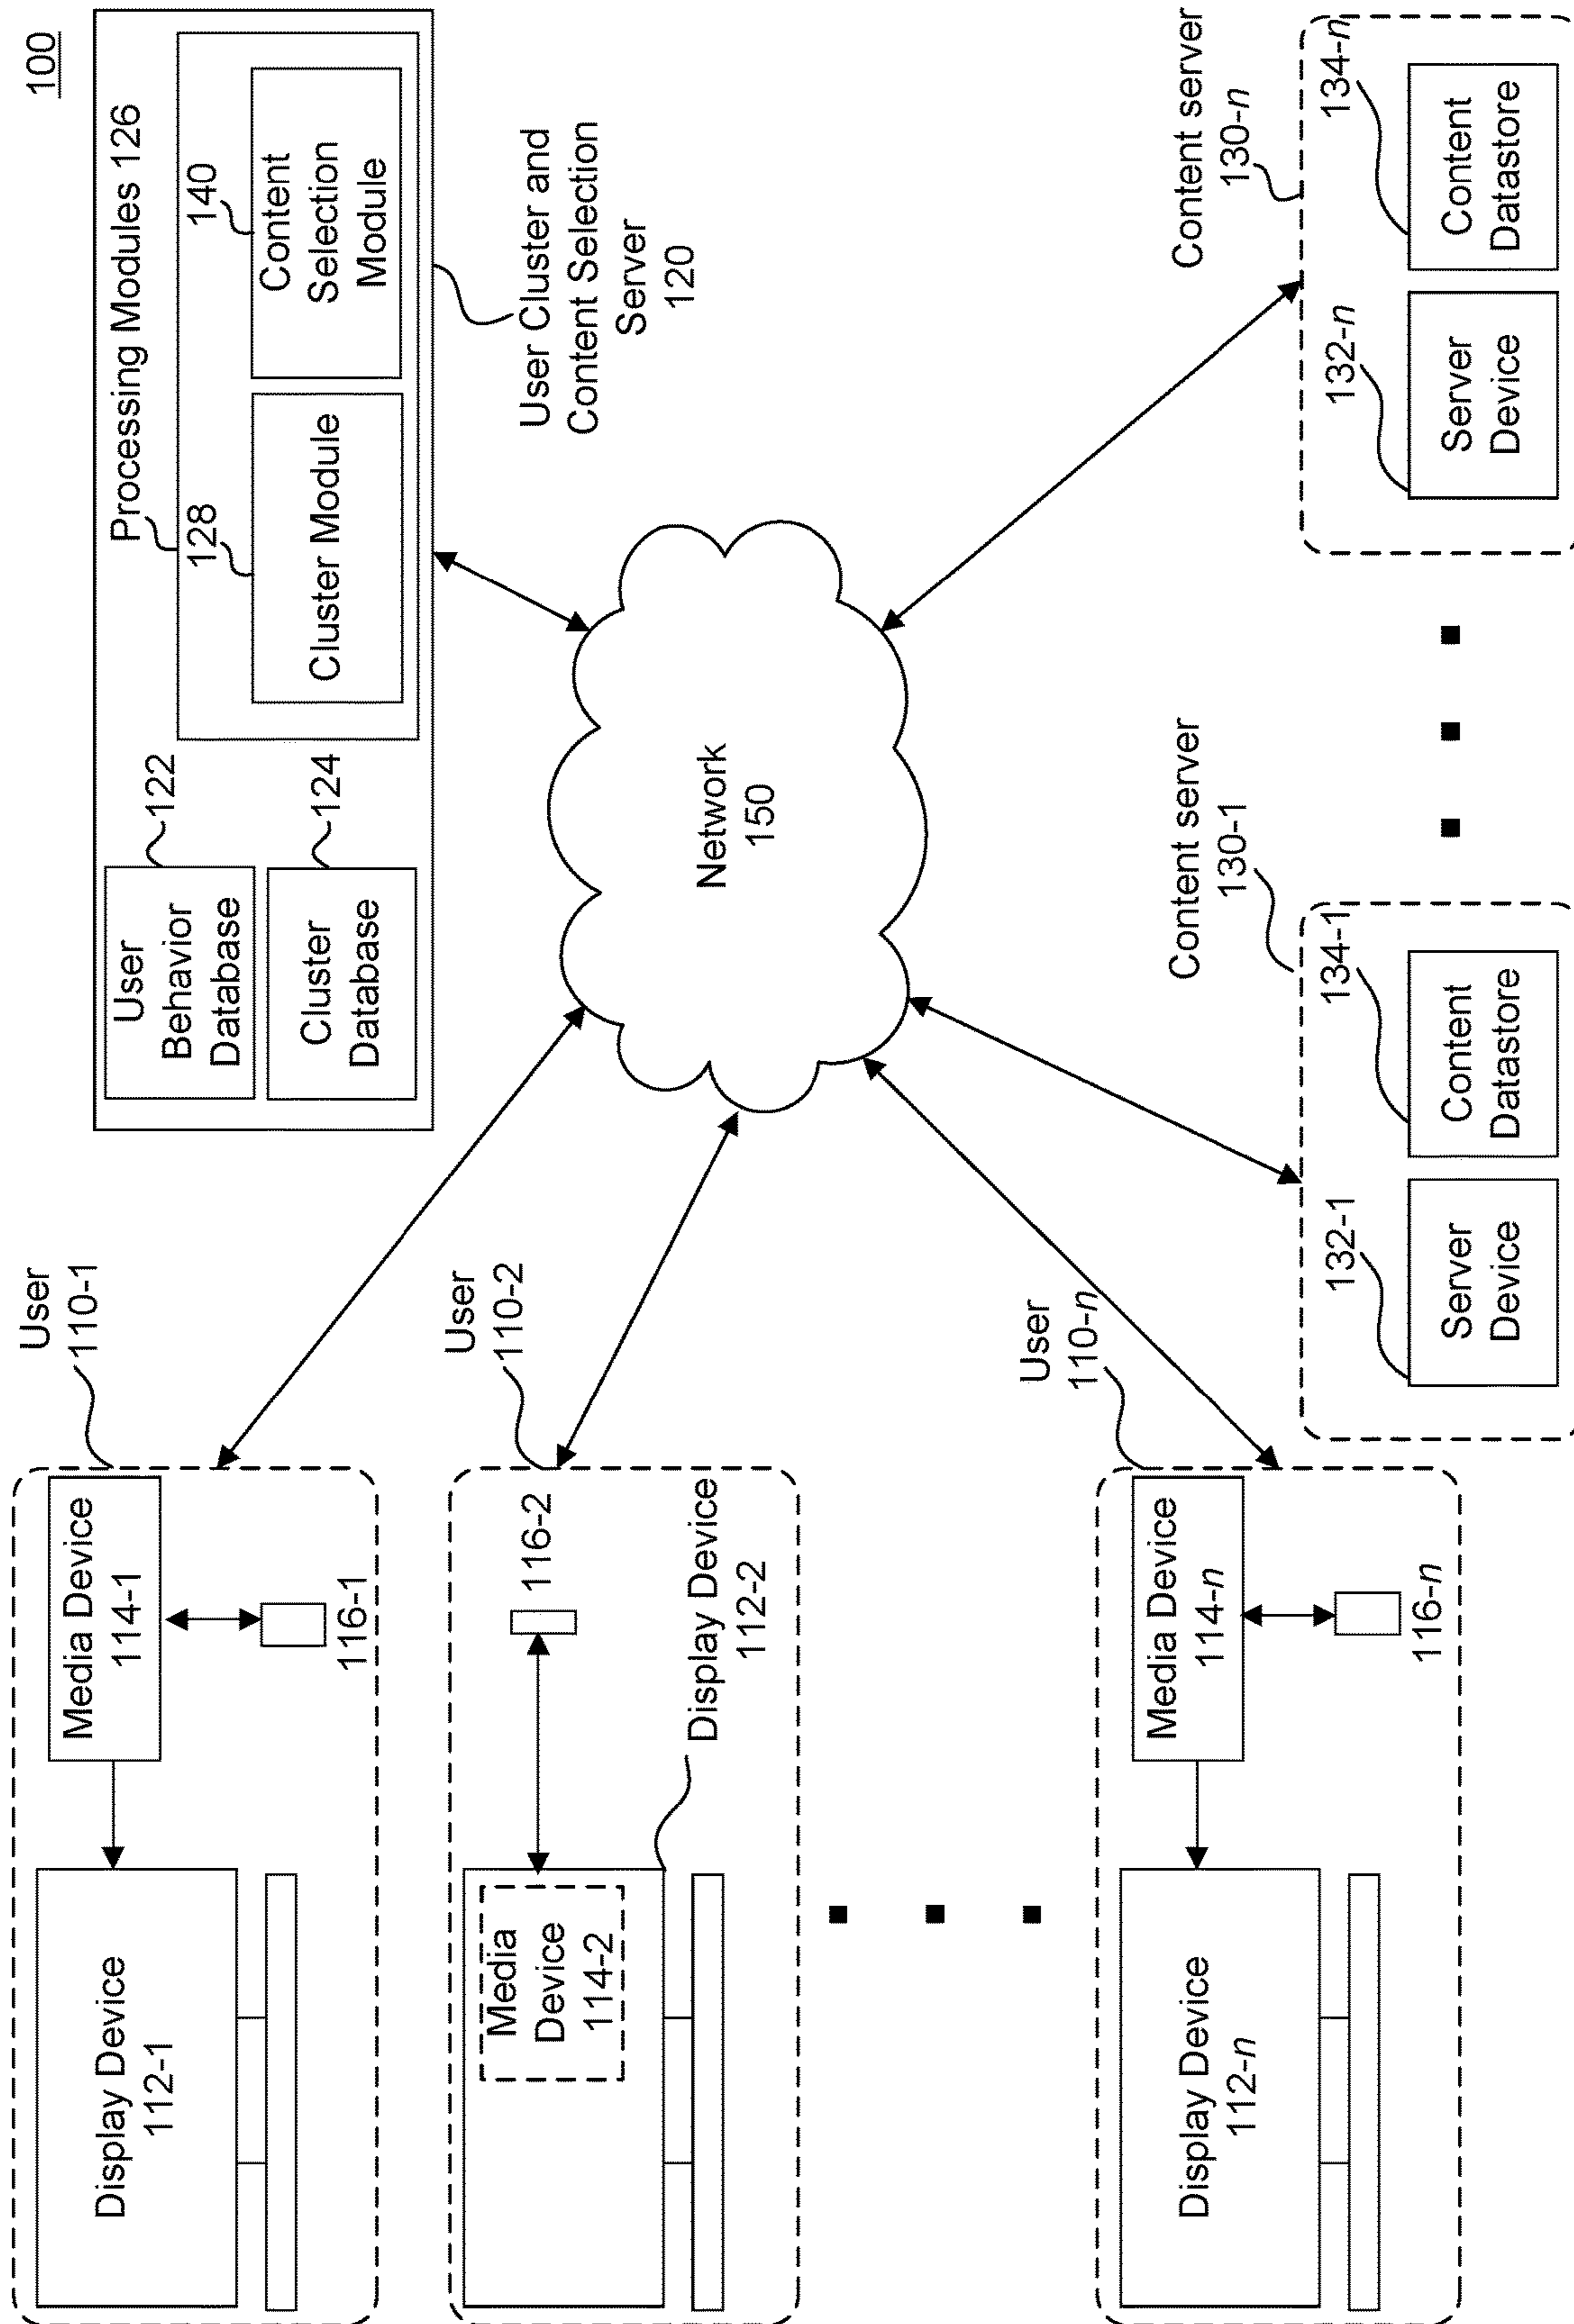 100
User
110-1
Display Device
112-1
Media Device
114-1
116-1
User
110-2
Media
Device
114-2
116-2
Display Device
112-2
User
110-n
Display Device
112-n
Media Device
114-n
116-n
User
Behavior
Database
122
Cluster
Database
124
Processing Modules 126
128
Cluster Module
140
Content
Selection
Module
User Cluster and
Content Selection
Server
120
Network
150
Content server
130-1
132-1
Server
Device
134-1
Content
Datastore
Content server
130-n
132-n
Server
Device
134-n
Content
Datastore